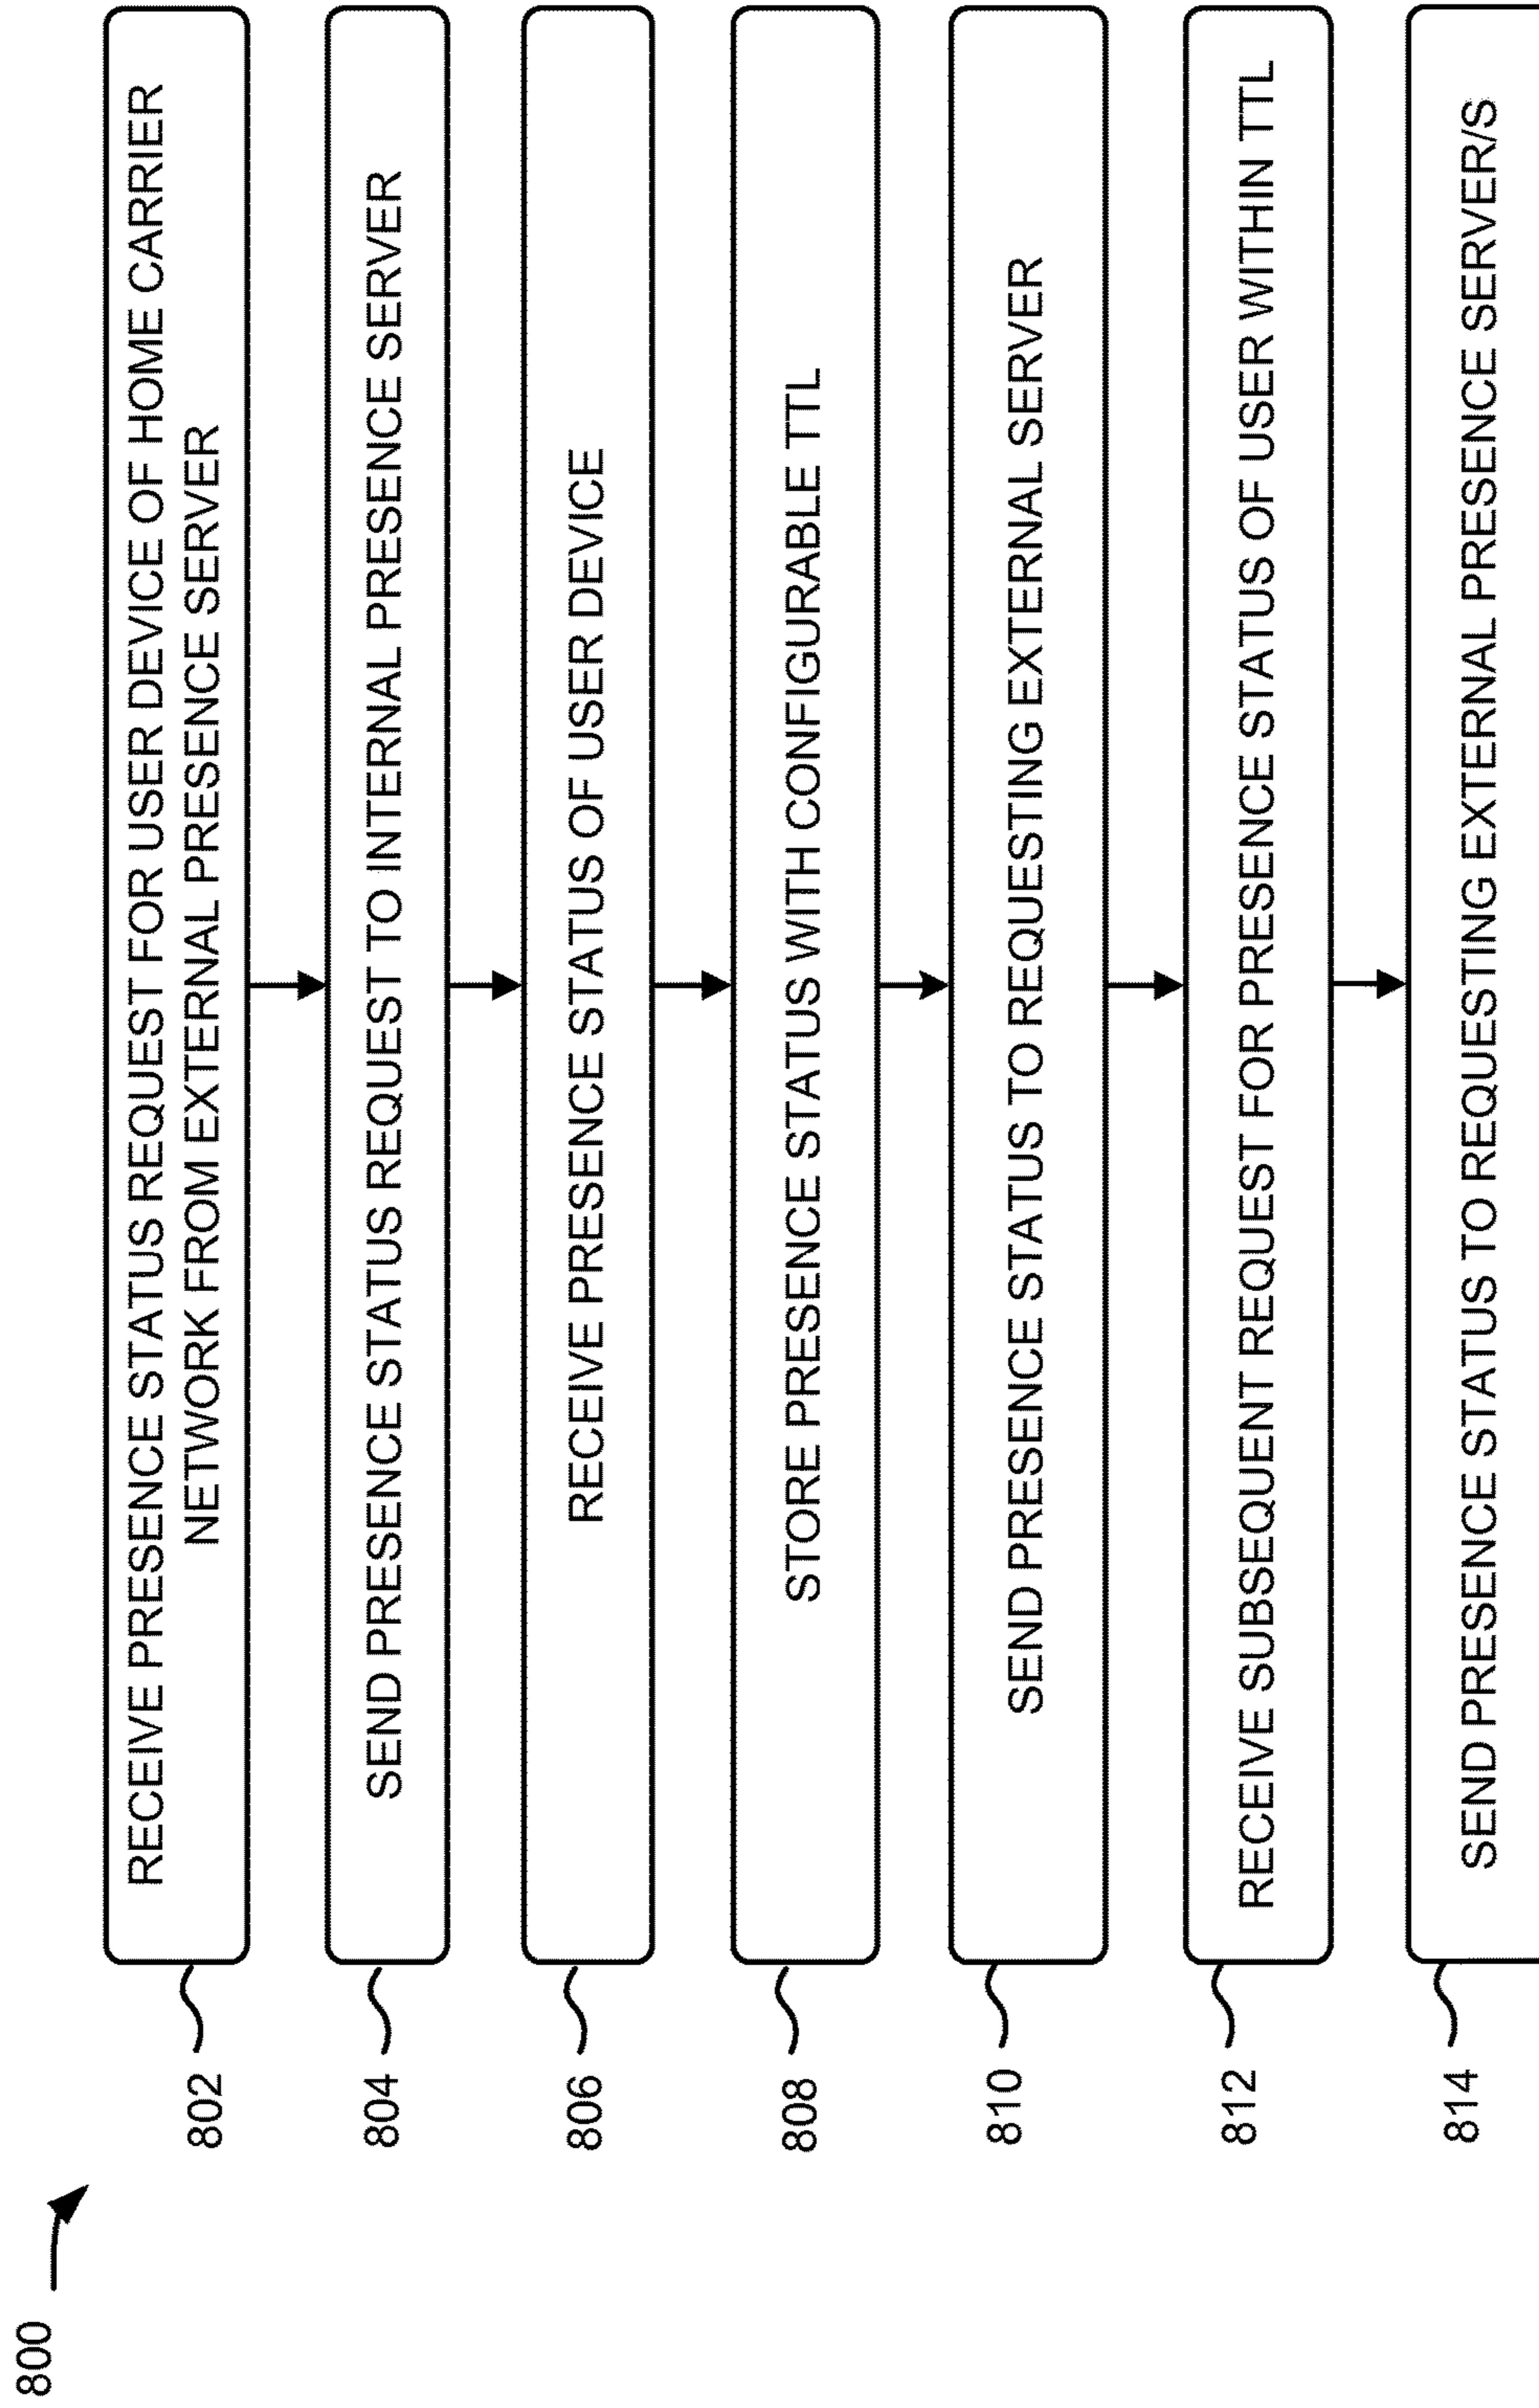 800
802
RECEIVE PRESENCE STATUS REQUEST FOR USER DEVICE OF HOME CARRIER
NETWORK FROM EXTERNAL PRESENCE SERVER
804
SEND PRESENCE STATUS REQUEST TO INTERNAL PRESENCE SERVER
806
RECEIVE PRESENCE STATUS OF USER DEVICE
808
STORE PRESENCE STATUS WITH CONFIGURABLE TTL
810
SEND PRESENCE STATUS TO REQUESTING EXTERNAL SERVER
812
RECEIVE SUBSEQUENT REQUEST FOR PRESENCE STATUS OF USER WITHIN TTL
814
SEND PRESENCE STATUS TO REQUESTING EXTERNAL PRESENCE SERVER/S